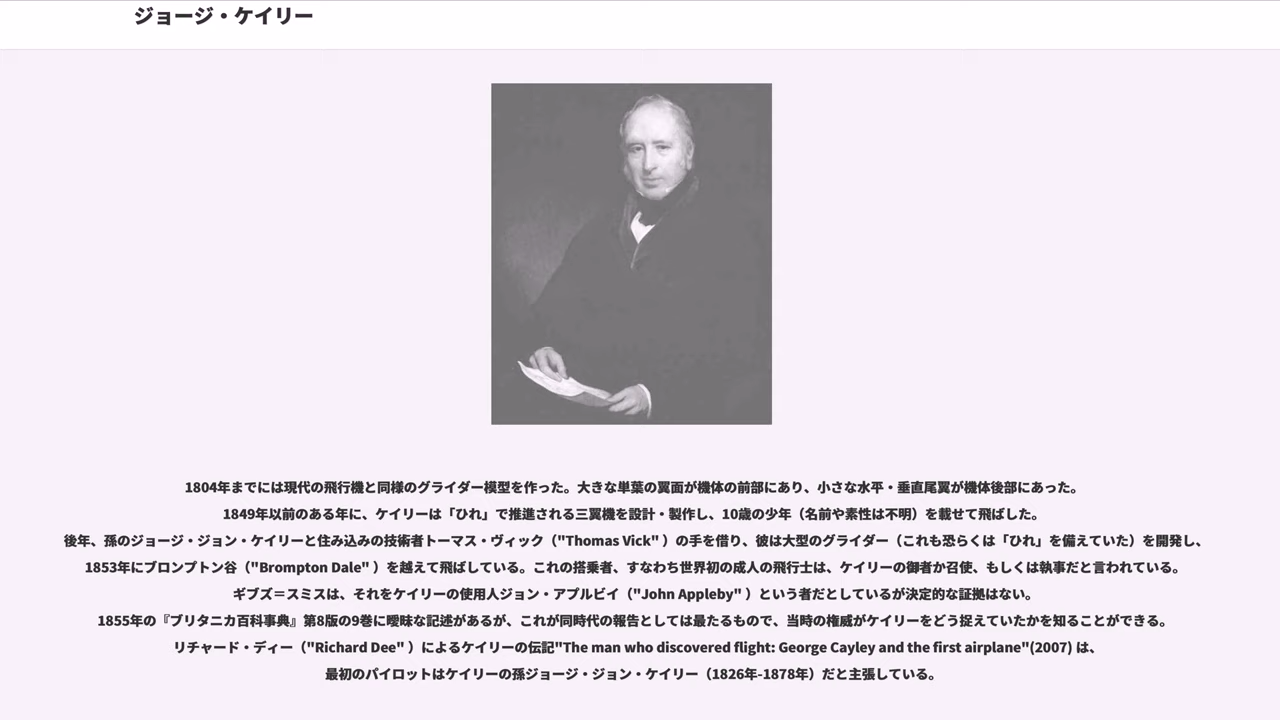 ジョージ・ケイリー
1804年までには現代の飛行機と同様のグライダー模型を作った。大きな単葉の翼面が機体の前部にあり、小さな水平・垂直尾翼が機体後部にあった。
1849年以前のある年に、ケイリーは「ひれ」で推進される三翼機を設計・製作し、10歳の少年（名前や素性は不明）を載せて飛ばした。
後年、孫のジョージ・ジョン・ケイリーと住み込みの技術者トーマス・ヴィック（"Thomas Vick" ）の手を借り、彼は大型のグライダー（これも恐らくは「ひれ」を備えていた）を開発し、
1853年にブロンプトン谷（"Brompton Dale" ）を越えて飛ばしている。これの搭乗者、すなわち世界初の成人の飛行士は、ケイリーの御者か召使、もしくは執事だと言われている。
ギブズ＝スミスは、それをケイリーの使用人ジョン・アプルビイ（"John Appleby" ）という者だとしているが決定的な証拠はない。
1855年の『ブリタニカ百科事典』第8版の9巻に曖昧な記述があるが、これが同時代の報告としては最たるもので、当時の権威がケイリーをどう捉えていたかを知ることができる。
リチャード・ディー（"Richard Dee" ）によるケイリーの伝記"The man who discovered flight: George Cayley and the first airplane"(2007) は、
最初のパイロットはケイリーの孫ジョージ・ジョン・ケイリー（1826年-1878年）だと主張している。